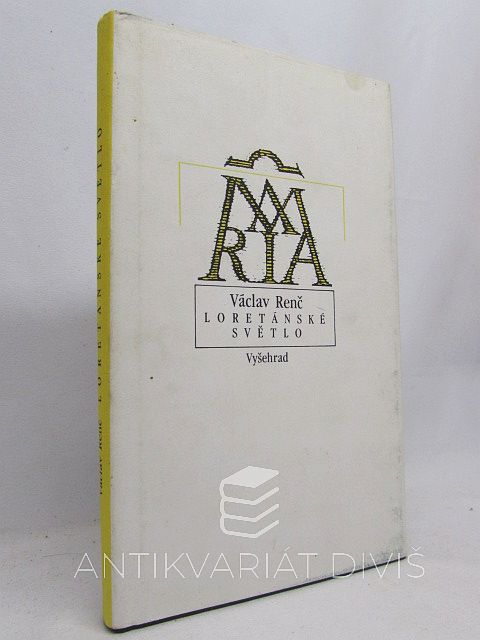 MARIA
Václav Renč
LORETÁNSKÉ
SVĚTLO
Vyšehrad
Václav Renč LORETÁNSKÉ SVĚTLO
ANTIKVARIÁT DIVIŠ